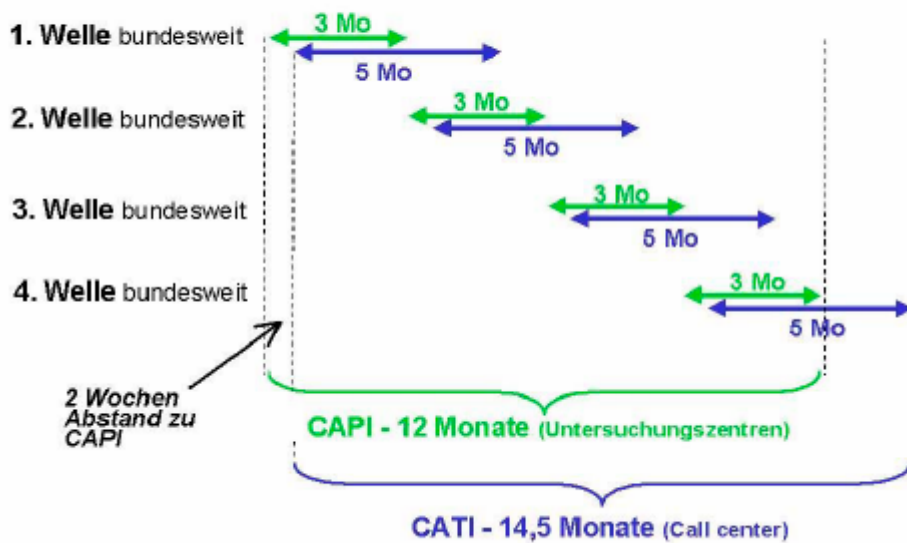 3 Mo
1. Welle bundesweit
5 Mo
3 Mo
2. Welle bundesweit
5 Mo
3 Mo
3. Welle bundesweit
5 Mo
3 Mo
4. Welle bundesweit
5 Mo
2 Wochen
Abstand zu
CAPI
CAPI - 12 Monate (Untersuchungszentren)
CATI - 14,5 Monate (Call center)